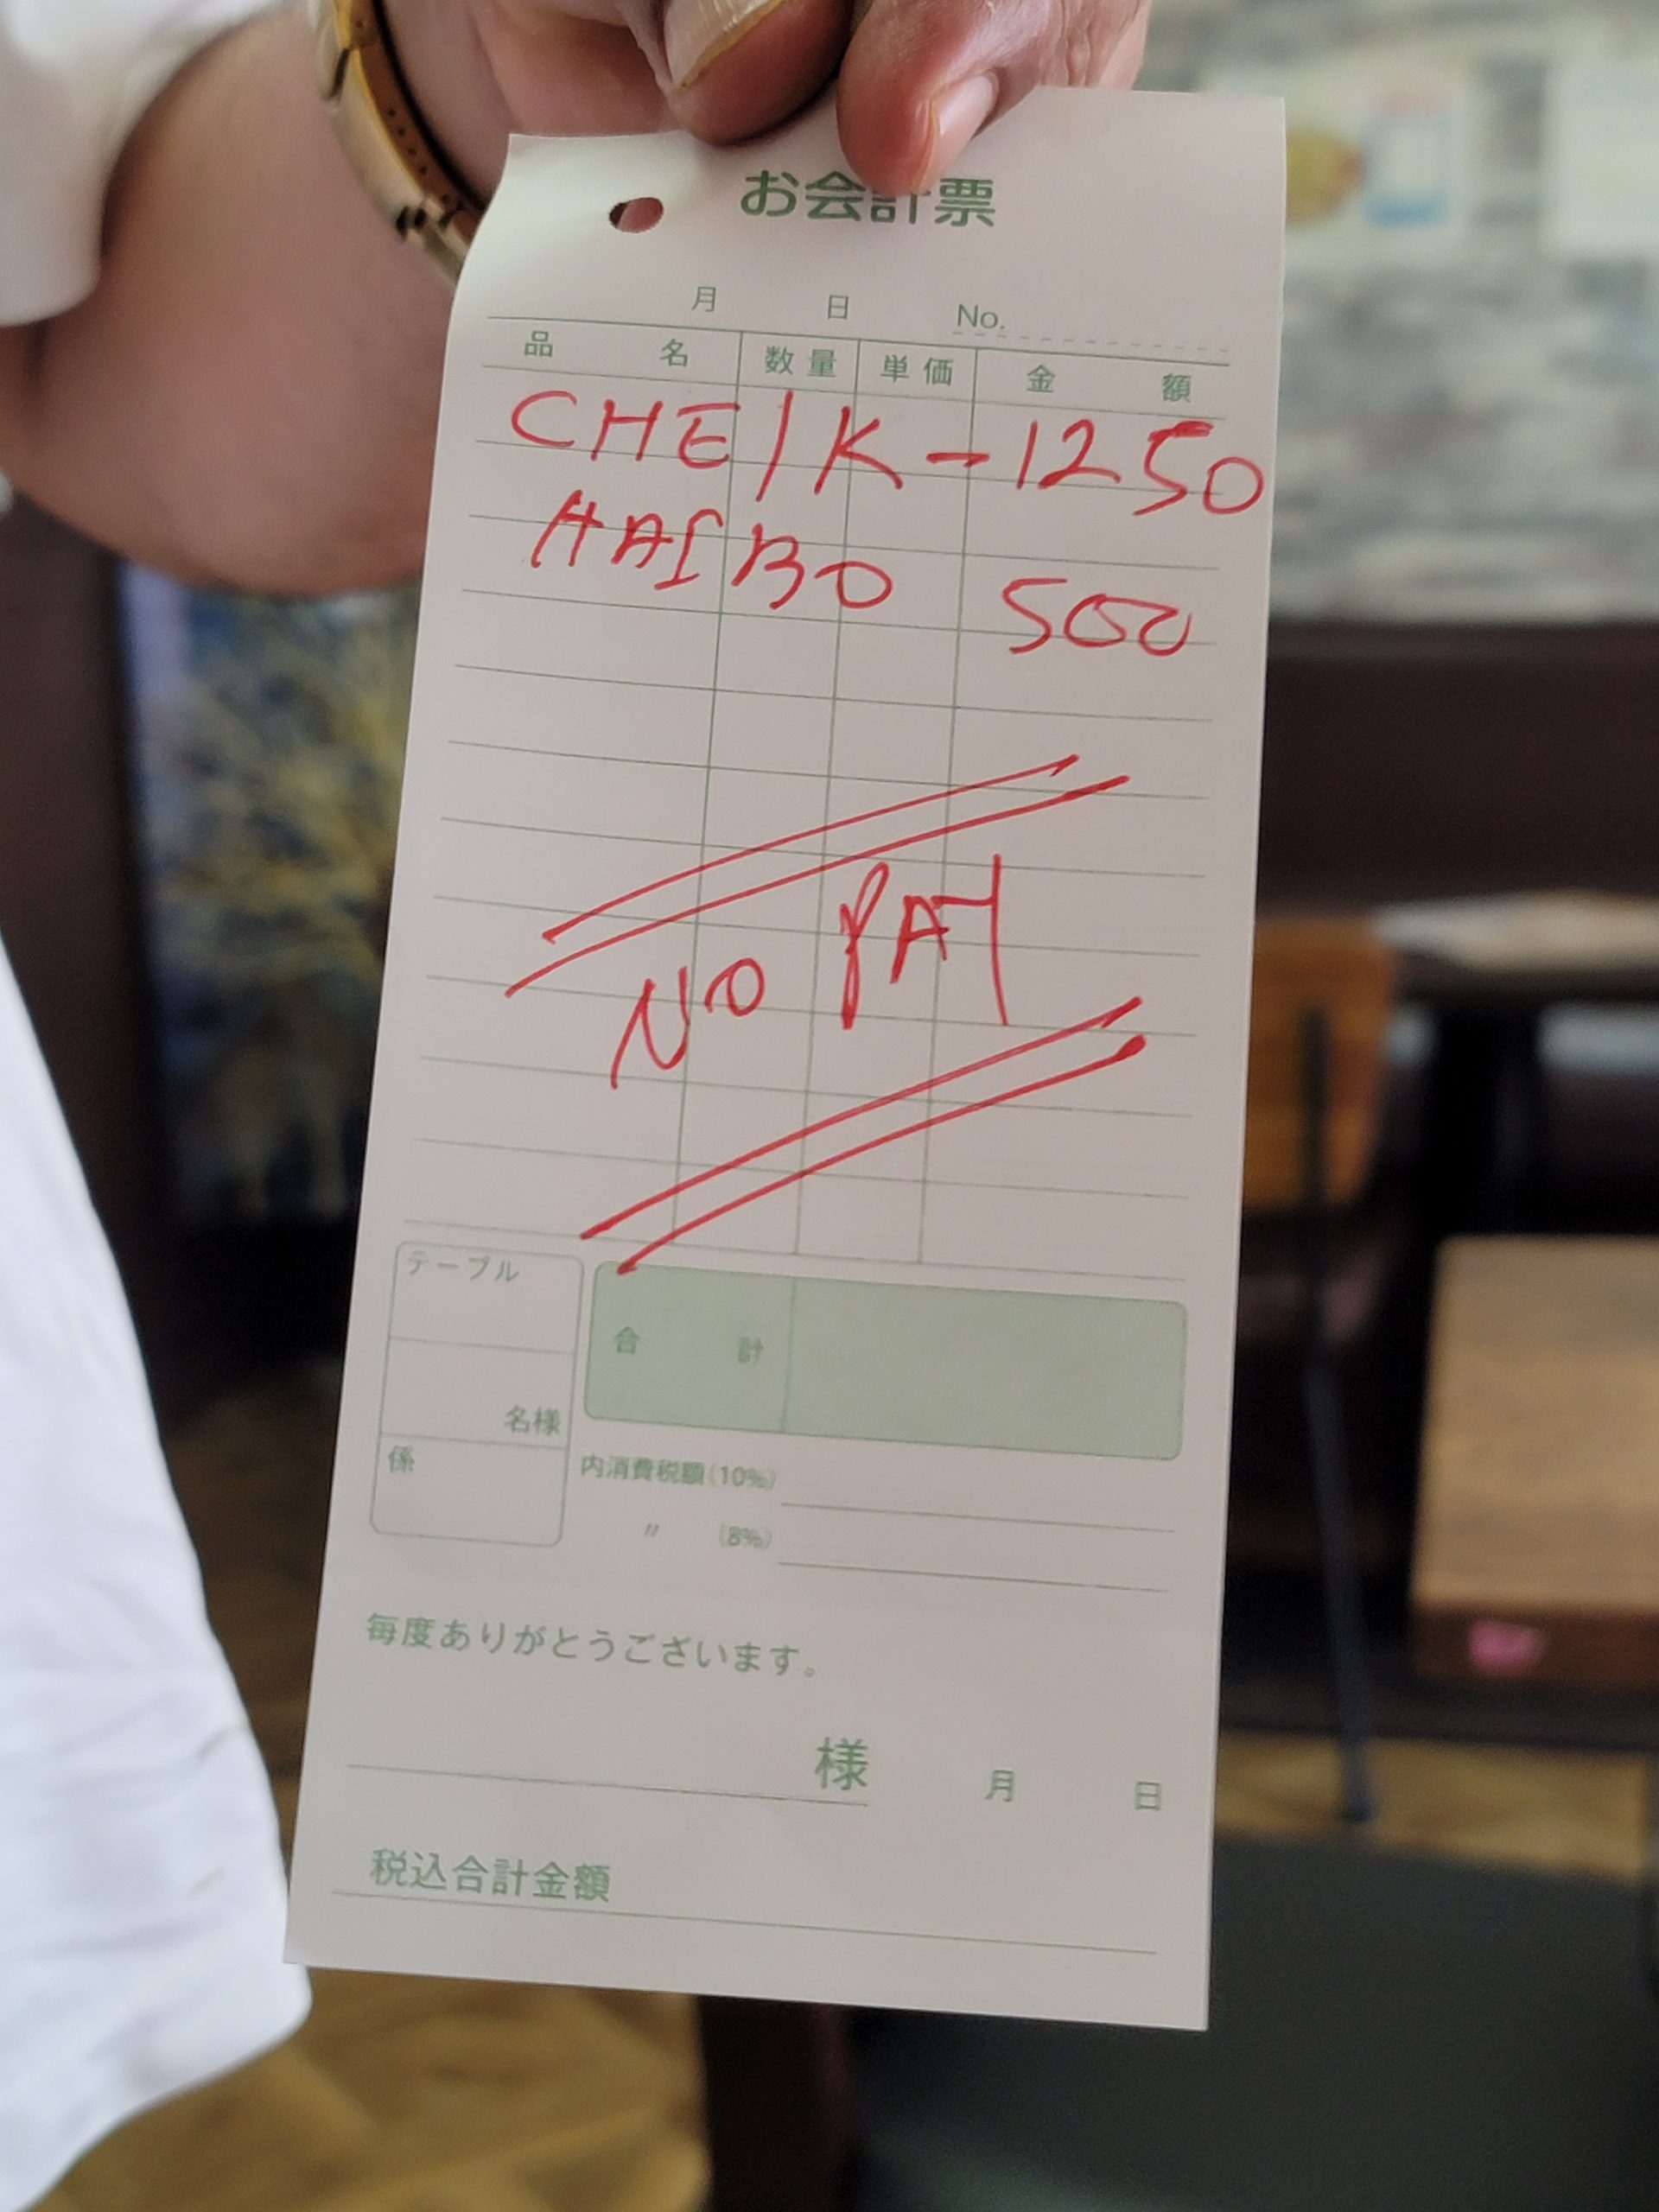 お会計票
月 日 No.
品名 数量 単価 金額
CHEIK - 1250
HAIBO 500
NO PAY
テーブル
名様
係
合計
内消費税額(10%)
〃 (8%)
毎度ありがとうございます。
様 月 日
税込合計金額